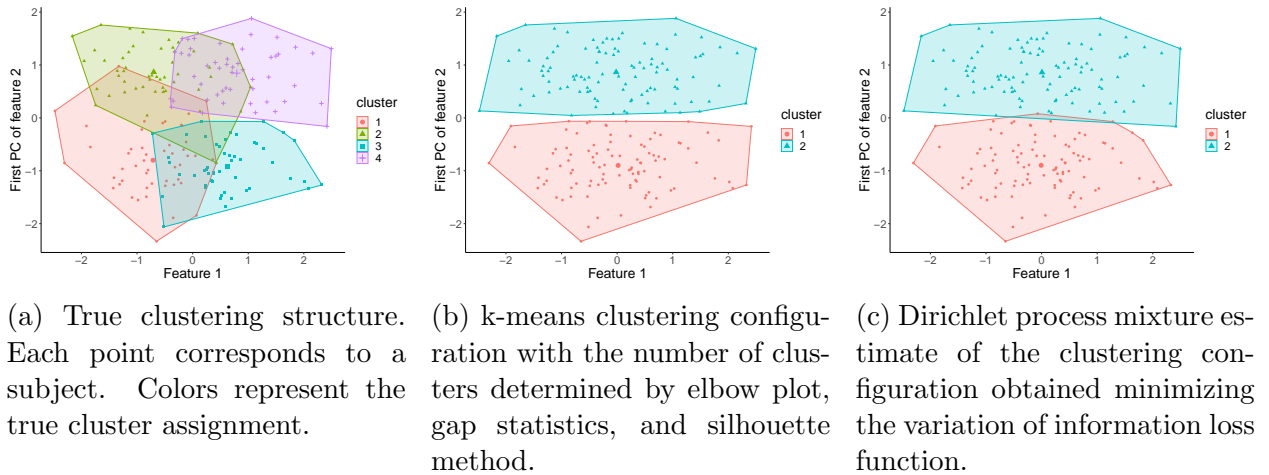 2
1
0
−1
−2
First PC of feature 2
−2
−1
0
1
2
Feature 1
cluster
1
2
3
4
2
1
0
−1
−2
First PC of feature 2
−2
−1
0
1
2
Feature 1
cluster
1
2
2
1
0
−1
−2
First PC of feature 2
−2
−1
0
1
2
Feature 1
cluster
1
2
(a) True clustering structure.
Each point corresponds to a
subject. Colors represent the
true cluster assignment.
(b) k-means clustering configu-
ration with the number of clus-
ters determined by elbow plot,
gap statistics, and silhouette
method.
(c) Dirichlet process mixture es-
timate of the clustering con-
figuration obtained minimizing
the variation of information loss
function.